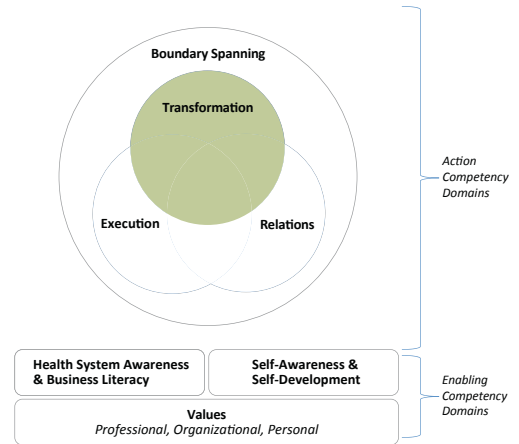 Boundary Spanning
Transformation
Execution
Relations
Action
Competency
Domains
Health System Awareness
& Business Literacy
Self-Awareness &
Self-Development
Values
Professional, Organizational, Personal
Enabling
Competency
Domains